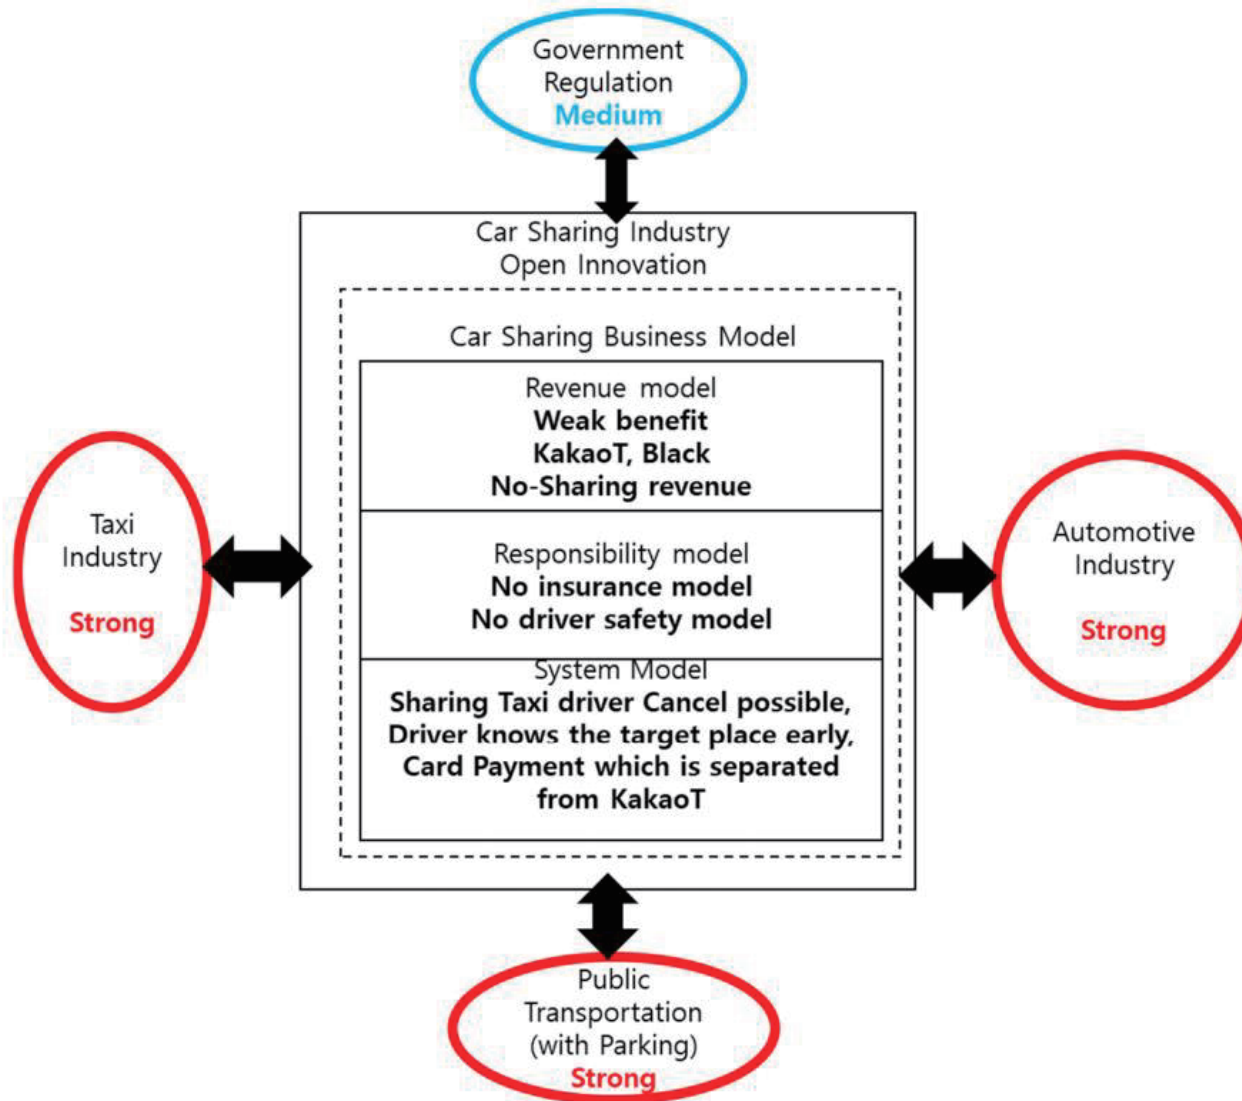 Government
Regulation
Medium
Car Sharing Industry
Open Innovation
Car Sharing Business Model
Revenue model
Weak benefit
KakaoT, Black
No-Sharing revenue
Responsibility model
No insurance model
No driver safety model
System Model
Sharing Taxi driver Cancel possible,
Driver knows the target place early,
Card Payment which is separated
from KakaoT
Taxi
Industry
Strong
Automotive
Industry
Strong
Public
Transportation
(with Parking)
Strong